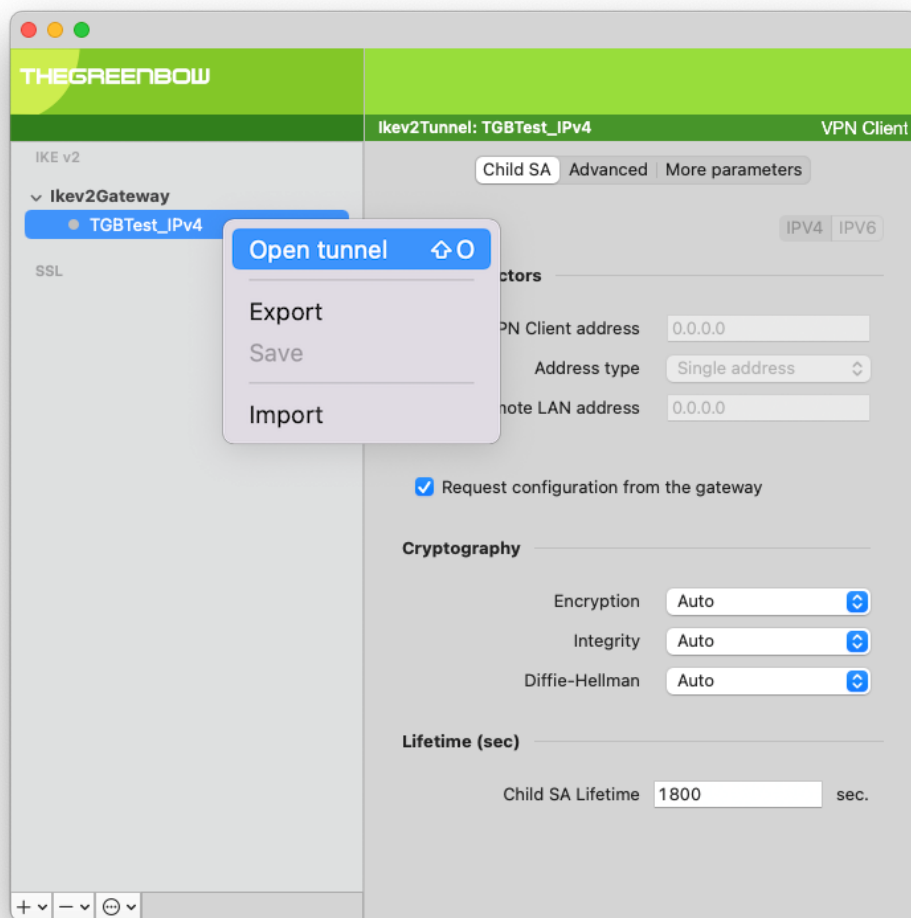 THEGREENBOW
Ikev2Tunnel: TGBTest_IPv4 VPN Client
IKE v2
Ikev2Gateway
TGBTest_IPv4
SSL
Open tunnel ⇧ O
Export
Save
Import
Child SA Advanced More parameters
IPV4 IPV6
ctors
PN Client address 0.0.0.0
Address type Single address
note LAN address 0.0.0.0
Request configuration from the gateway
Cryptography
Encryption Auto
Integrity Auto
Diffie-Hellman Auto
Lifetime (sec)
Child SA Lifetime 1800 sec.